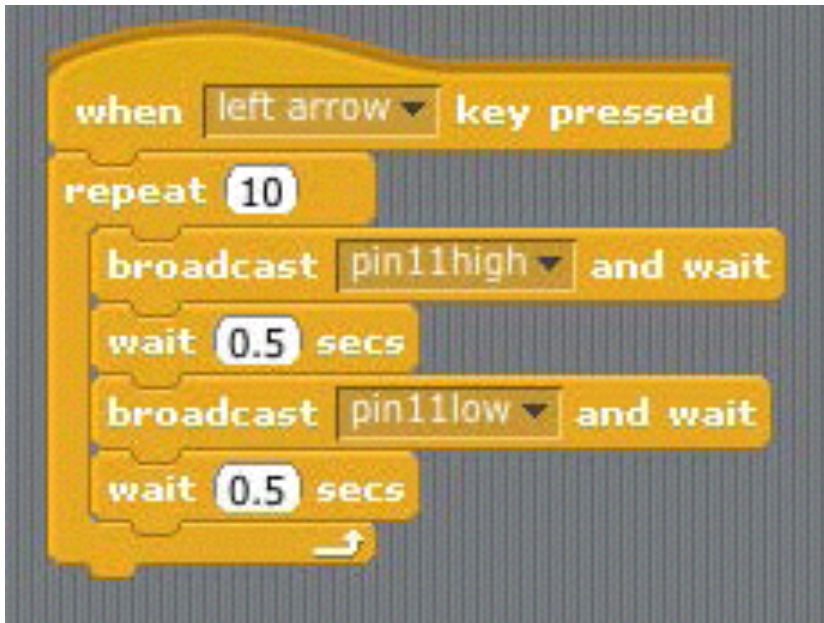 when left arrow key pressed
repeat 10
broadcast pin11high and wait
wait 0.5 secs
broadcast pin11low and wait
wait 0.5 secs